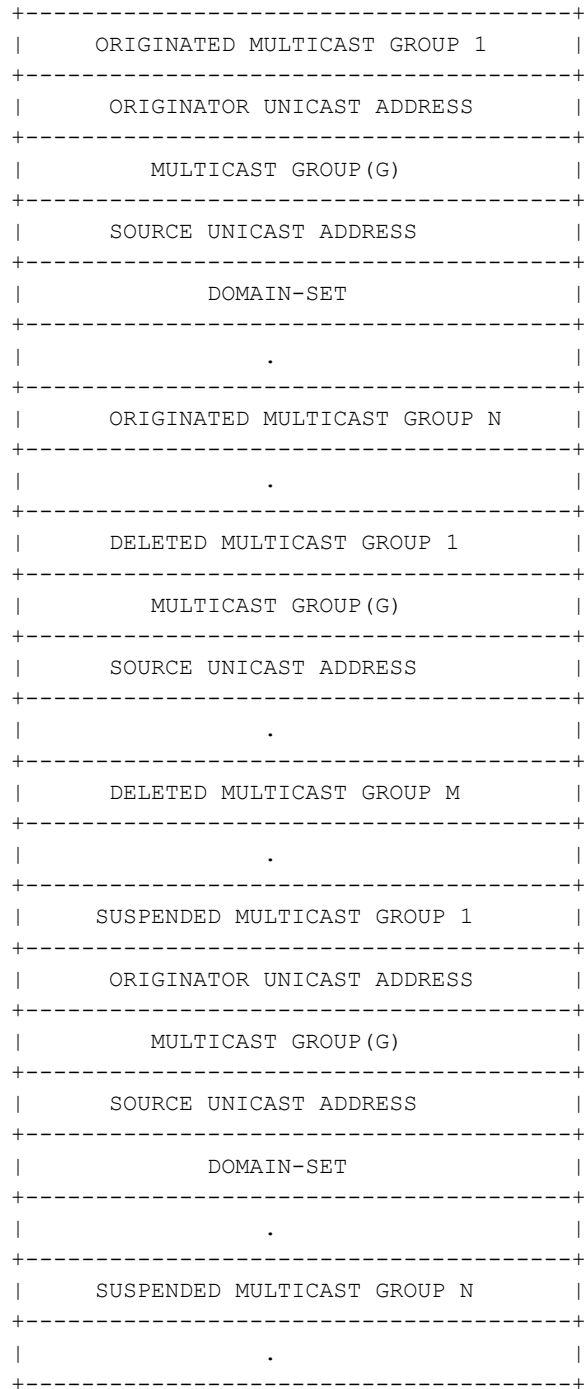 ORIGINATED MULTICAST GROUP 1
ORIGINATOR UNICAST ADDRESS
MULTICAST GROUP(G)
SOURCE UNICAST ADDRESS
DOMAIN-SET
.
ORIGINATED MULTICAST GROUP N
.
DELETED MULTICAST GROUP 1
MULTICAST GROUP(G)
SOURCE UNICAST ADDRESS
.
DELETED MULTICAST GROUP M
.
SUSPENDED MULTICAST GROUP 1
ORIGINATOR UNICAST ADDRESS
MULTICAST GROUP(G)
SOURCE UNICAST ADDRESS
DOMAIN-SET
.
SUSPENDED MULTICAST GROUP N
.